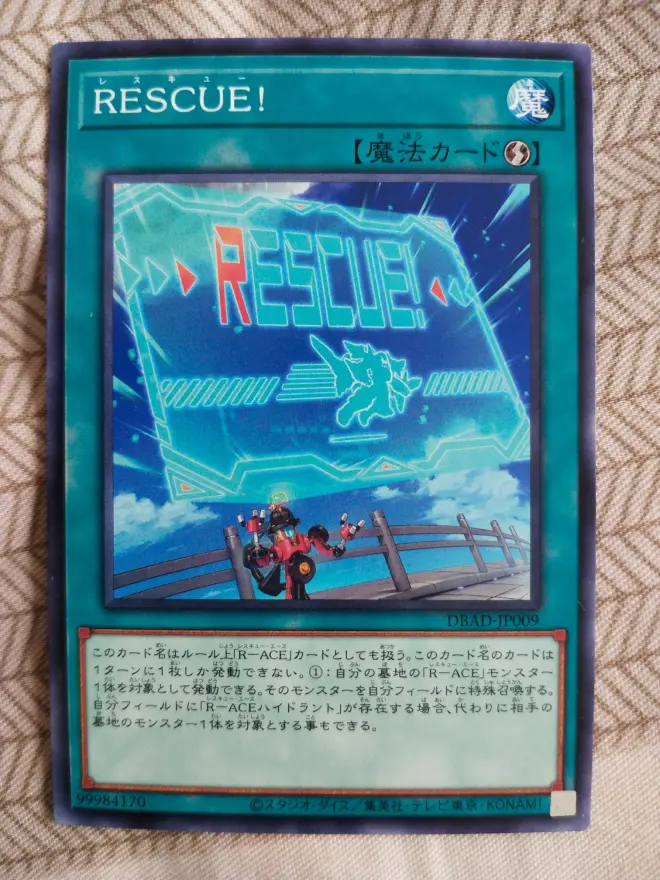 レスキュー
RESCUE!
魔
【魔法カード】
RESCUE!
DBAD-JP009
このカード名はルール上「R-ACE」カードとしても扱う。このカード名のカードは
1ターンに1枚しか発動できない。①:自分の墓地の「R-ACE」モンスター
1体を対象として発動できる。そのモンスターを自分フィールドに特殊召喚する。
自分フィールドに「R-ACEハイドラント」が存在する場合、代わりに相手の
墓地のモンスター1体を対象とする事もできる。
99984170
©スタジオ・ダイス/集英社・テレビ東京・KONAMI